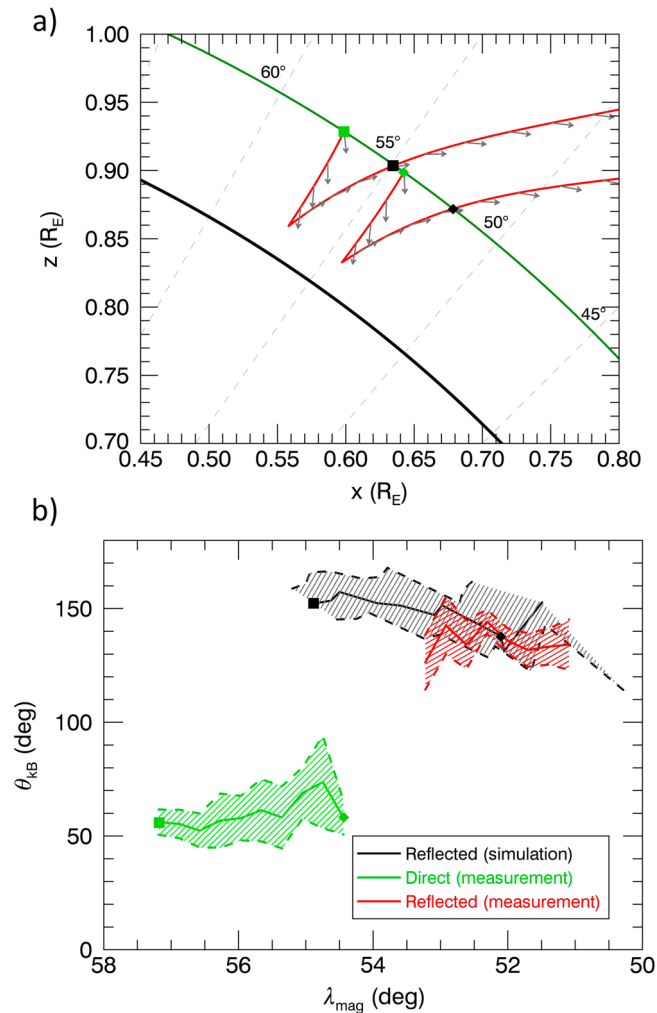 a)
1.00
0.95
0.90
0.85
0.80
0.75
0.70
z (R_E)
60°
55°
50°
45°
0.45 0.50 0.55 0.60 0.65 0.70 0.75 0.80
x (R_E)
b)
150
100
50
0
θ_kB (deg)
Reflected (simulation)
Direct (measurement)
Reflected (measurement)
58 56 54 52 50
λ_mag (deg)